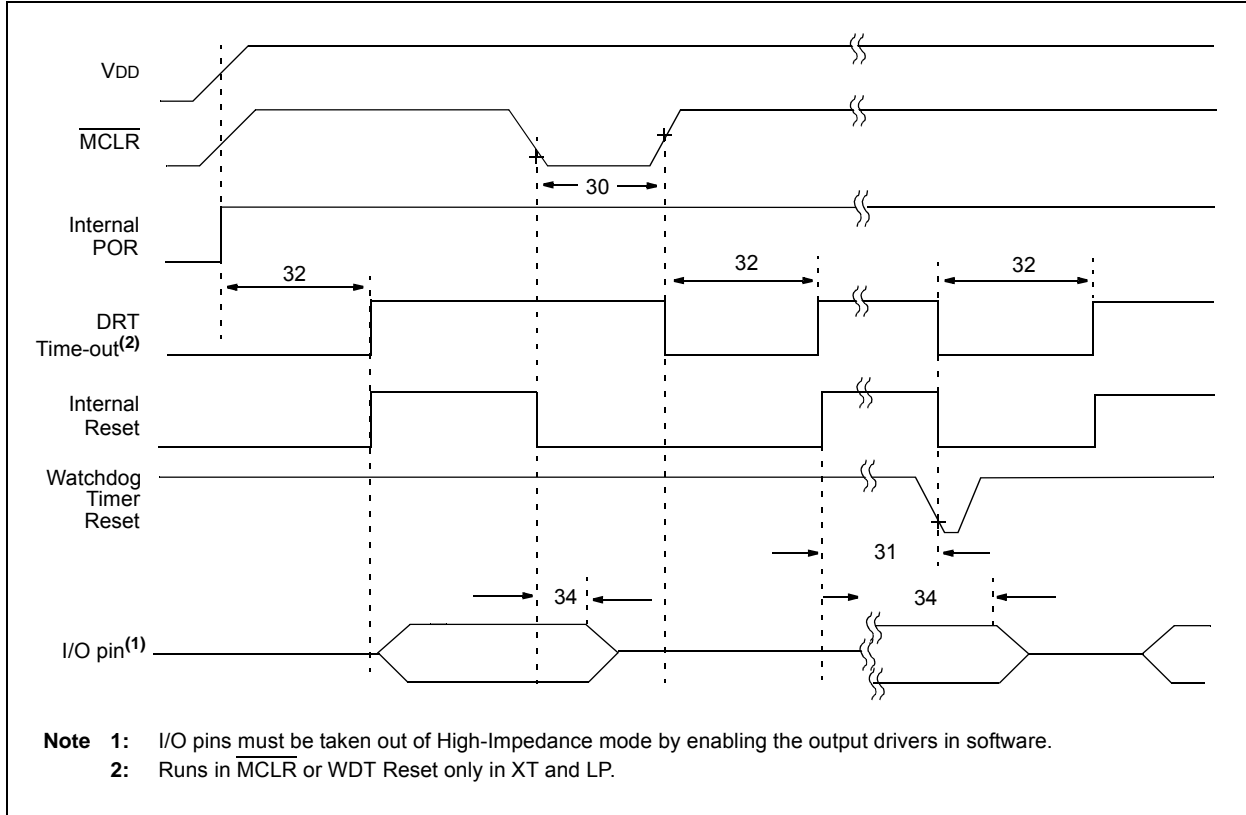 VDD
MCLR
30
Internal
POR
32
32
32
DRT
Time-out(2)
Internal
Reset
Watchdog
Timer
Reset
31
34
34
I/O pin(1)
Note 1: I/O pins must be taken out of High-Impedance mode by enabling the output drivers in software.
2: Runs in MCLR or WDT Reset only in XT and LP.